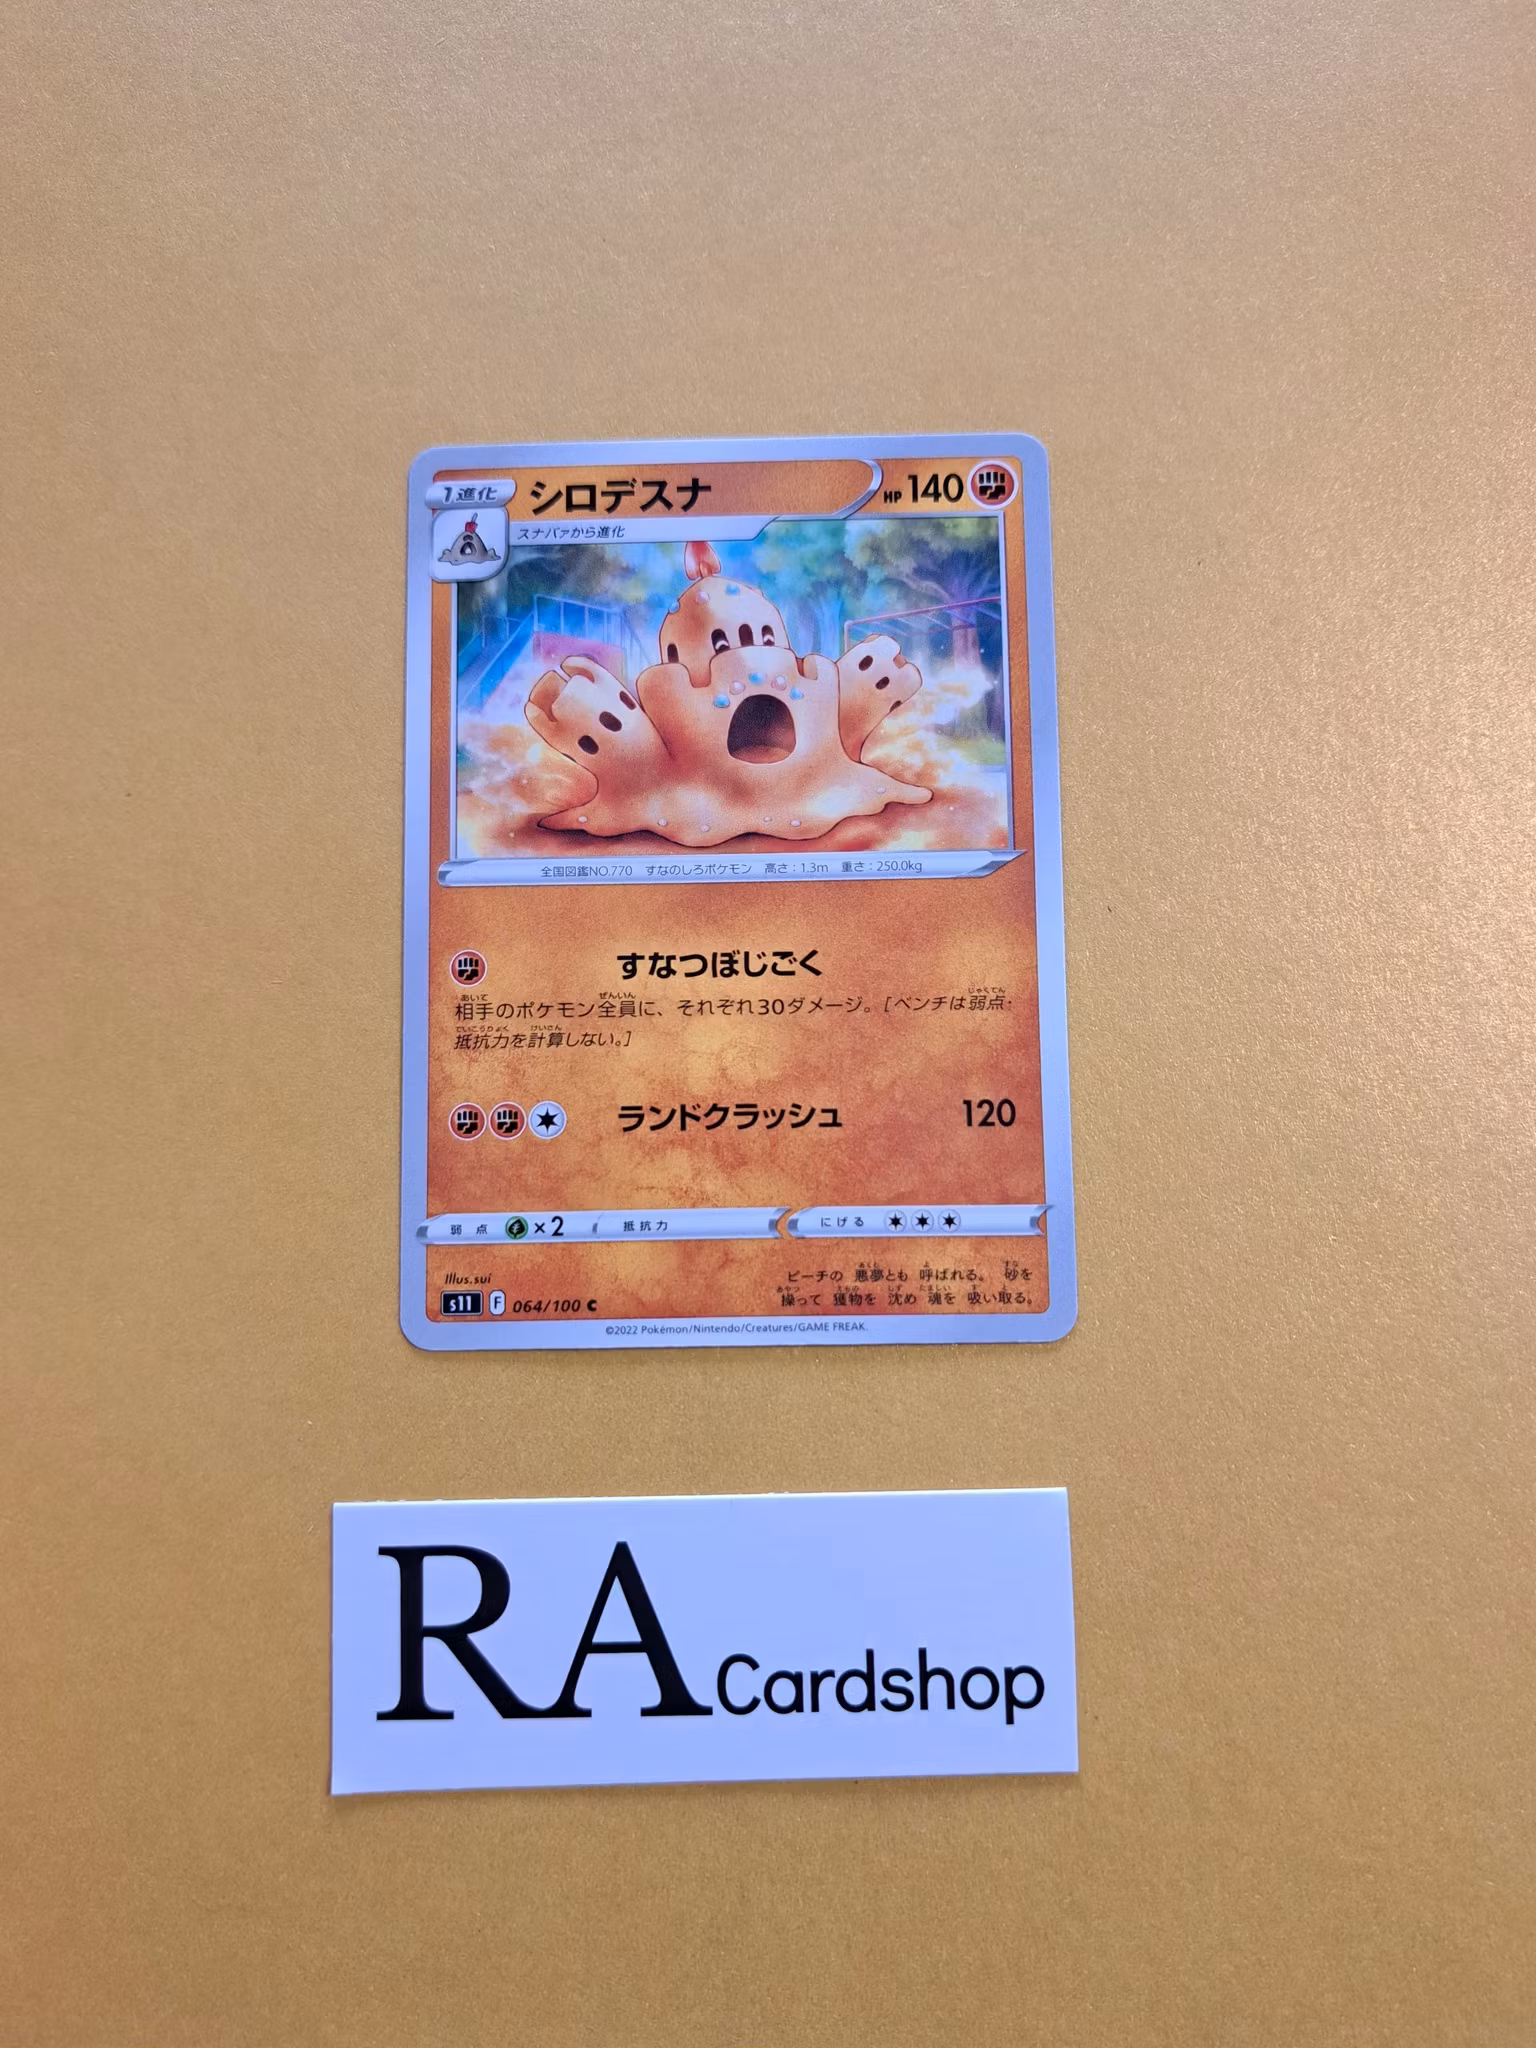 1進化 シロデスナ HP 140
スナバァから進化
全国図鑑NO.770 すなのしろポケモン 高さ：1.3m 重さ：250.0kg
すなつぼじごく
相手のポケモン全員に、それぞれ30ダメージ。［ベンチは弱点・
抵抗力を計算しない。］
ランドクラッシュ 120
弱点 ×2 抵抗力 にげる
Illus.sui
ビーチの 悪夢とも 呼ばれる。 砂を
操って 獲物を 沈め 魂を 吸い取る。
s11 F 064/100 C
©2022 Pokémon/Nintendo/Creatures/GAME FREAK.
RA Cardshop